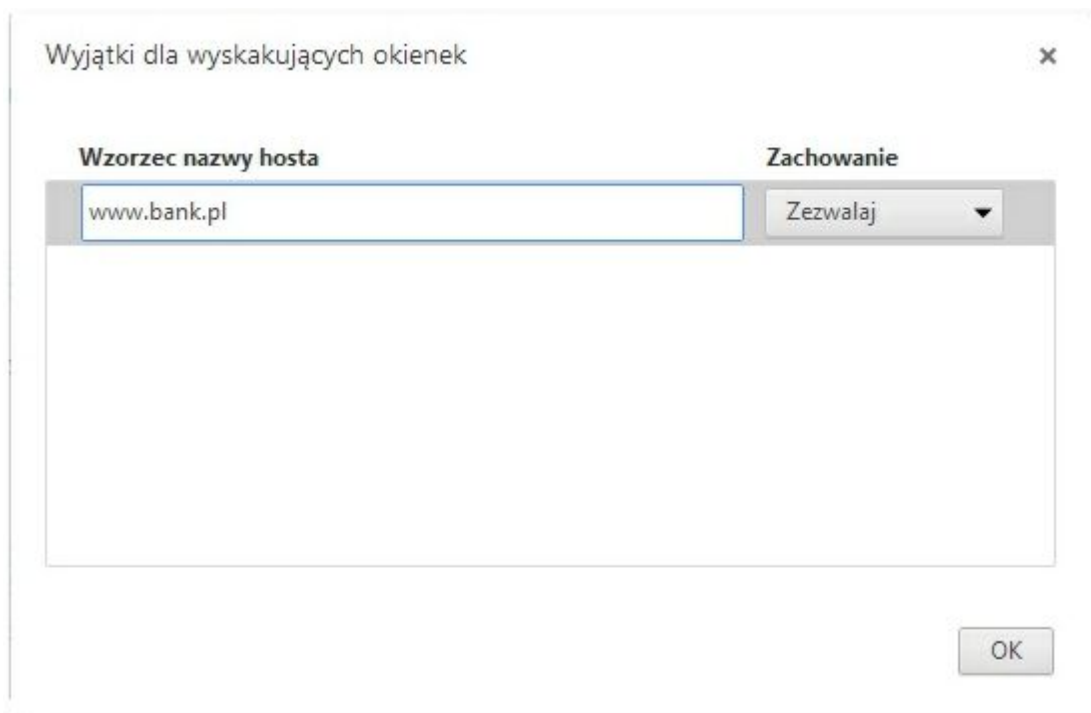 Wyjątki dla wyskakujących okienek
Wzorzec nazwy hosta Zachowanie
www.bank.pl Zezwalaj
OK